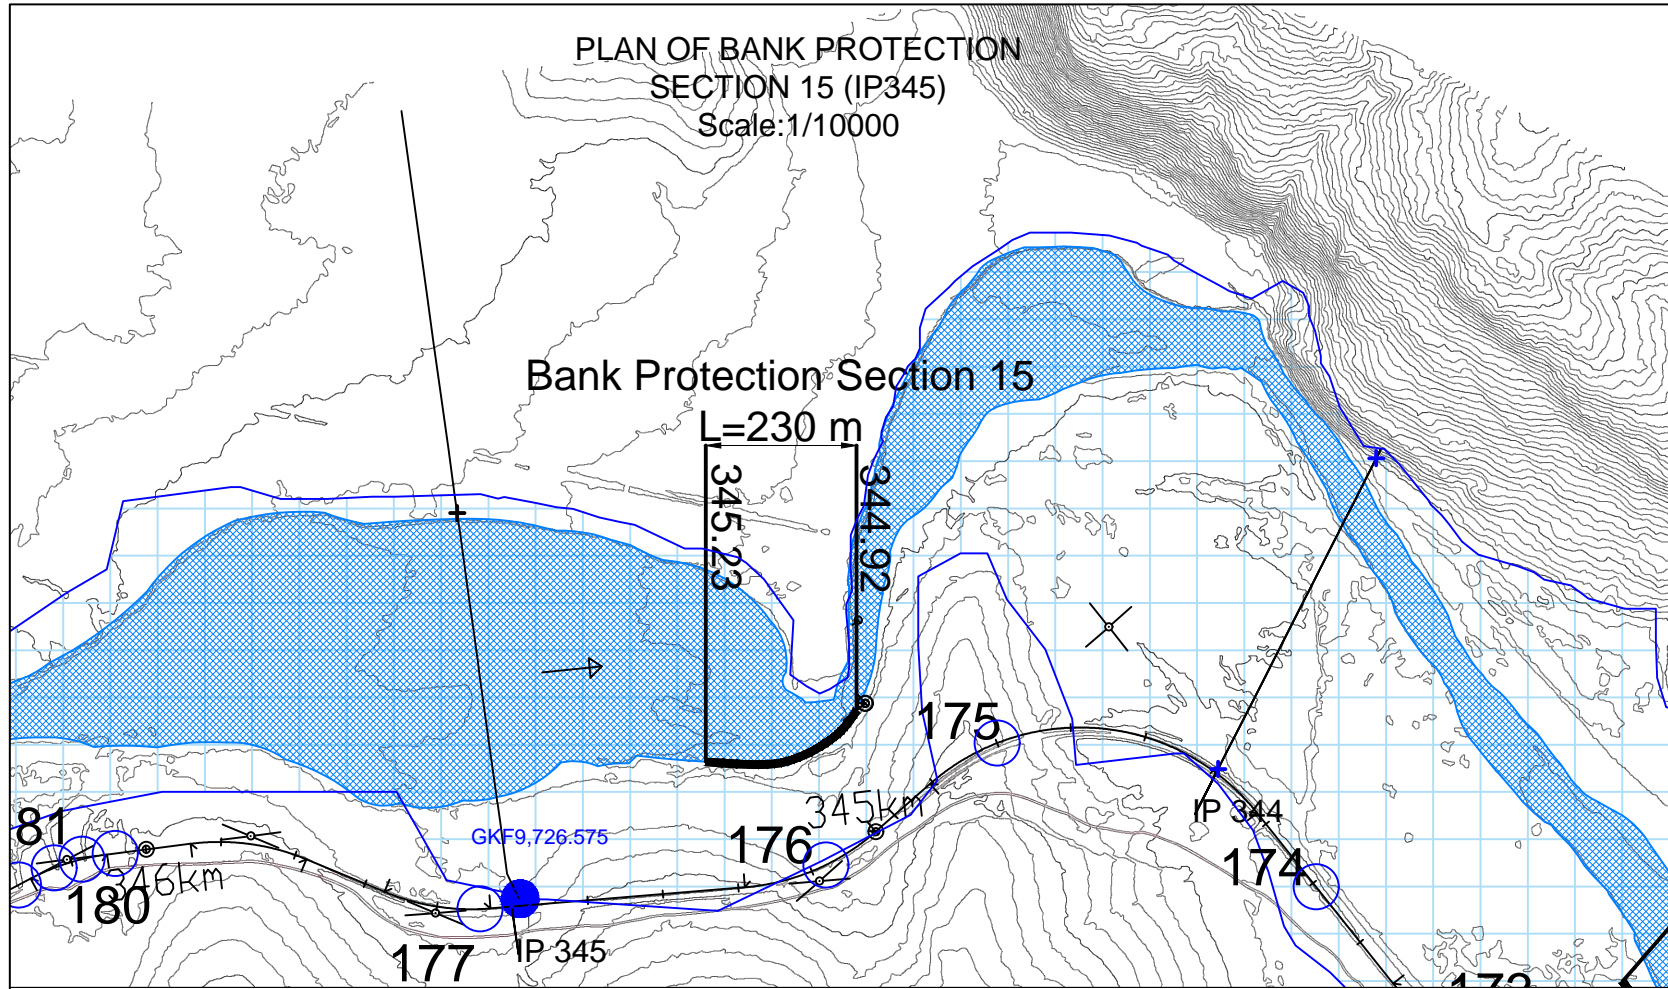 PLAN OF BANK PROTECTION
SECTION 15 (IP345)
Scale:1/10000
Bank Protection Section 15
L=230 m
345.23
344.92
175
345km
IP 344
81
GKF9,726.575
176
174
346km
180
177
IP 345
173